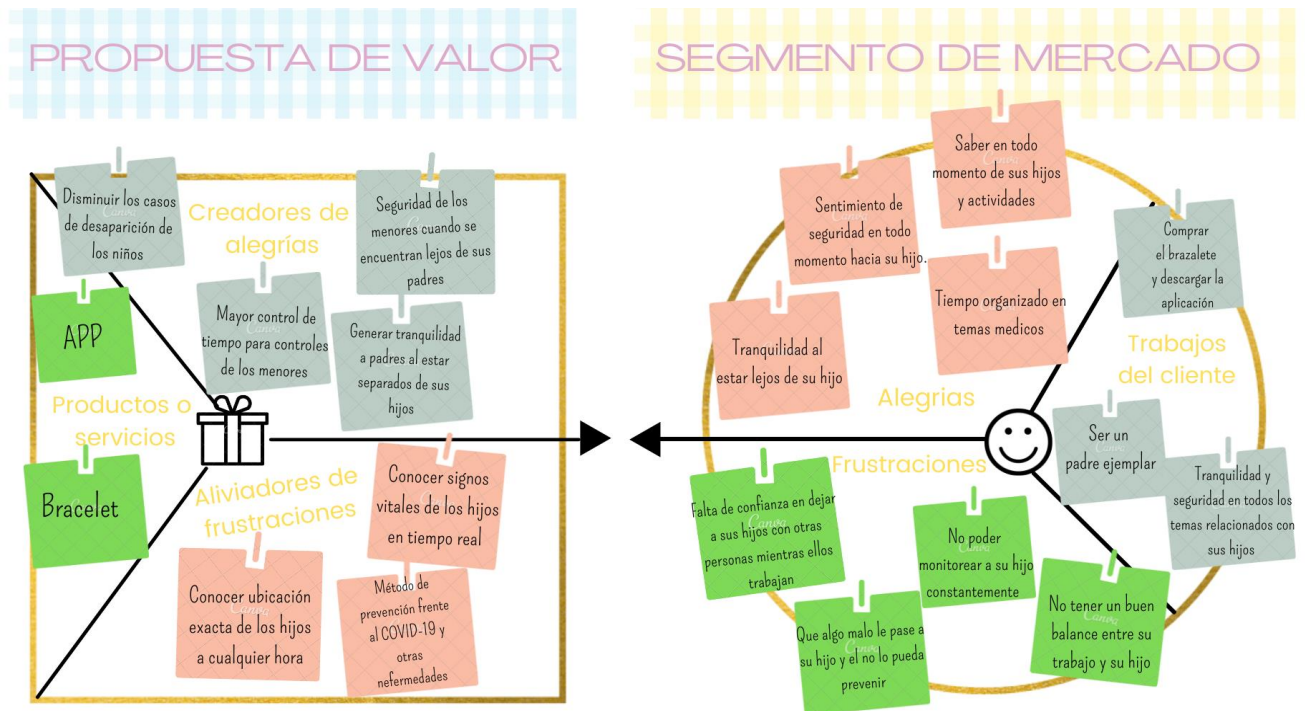 PROPUESTA DE VALOR
Disminuir los casos
de desaparición de
los niños
Creadores de
alegrías
Seguridad de los
menores cuando se
encuentran lejos de sus
padres
APP
Mayor control de
tiempo para controles
de los menores
Generar tranquilidad
a padres al estar
separados de sus
hijos
Productos o
servicios
Bracelet
Aliviadores de
frustraciones
Conocer signos
vitales de los hijos
en tiempo real
Conocer ubicación
exacta de los hijos
a cualquier hora
Método de
prevención frente
al COVID-19 y
otras
nefermedades
SEGMENTO DE MERCADO
Saber en todo
momento de sus hijos
y actividades
Sentimiento de
seguridad en todo
momento hacia su hijo.
Comprar
el brazalete
y descargar la
aplicación
Tiempo organizado en
temas medicos
Tranquilidad al
estar lejos de su hijo
Trabajos
del cliente
Alegrias
Ser un
padre ejemplar
Frustraciones
Tranquilidad y
seguridad en todos los
temas relacionados con
sus hijos
Falta de confianza en dejar
a sus hijos con otras
personas mientras ellos
trabajan
No poder
monitorear a su hijo
constantemente
Que algo malo le pase a
su hijo y el no lo pueda
prevenir
No tener un buen
balance entre su
trabajo y su hijo
Canva